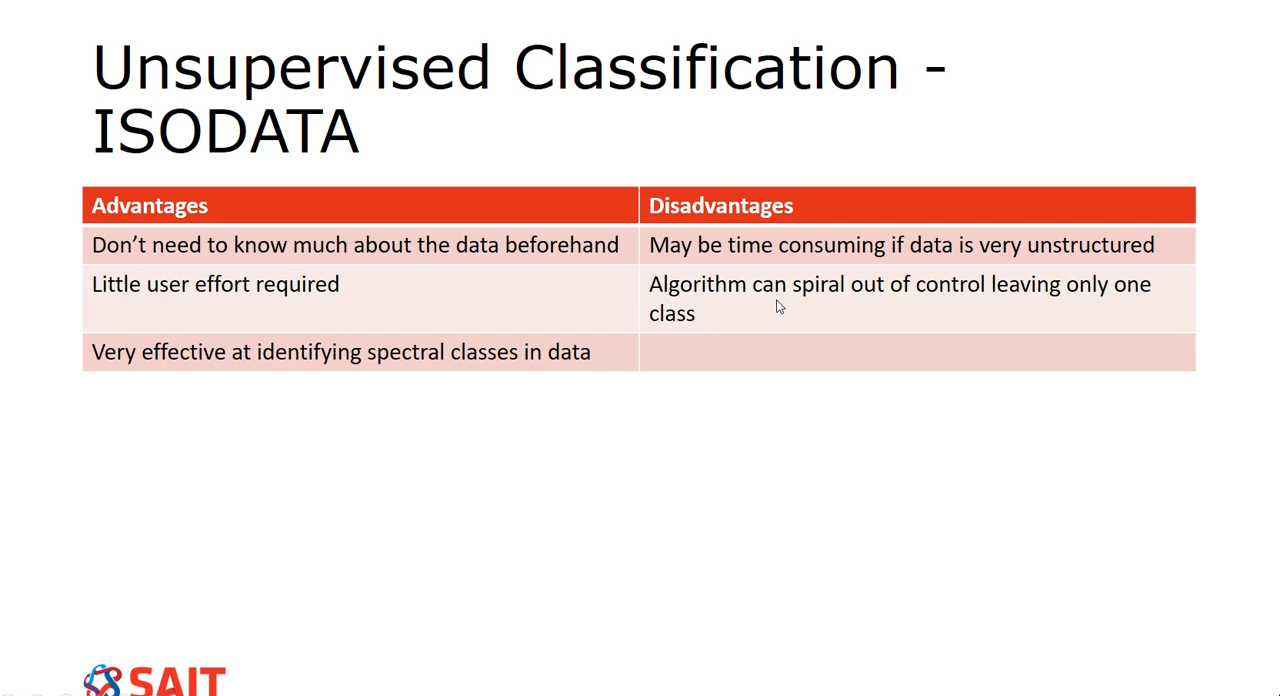 Unsupervised Classification -
ISODATA
Advantages
Disadvantages
Don’t need to know much about the data beforehand
May be time consuming if data is very unstructured
Little user effort required
Algorithm can spiral out of control leaving only one
class
Very effective at identifying spectral classes in data
SAIT